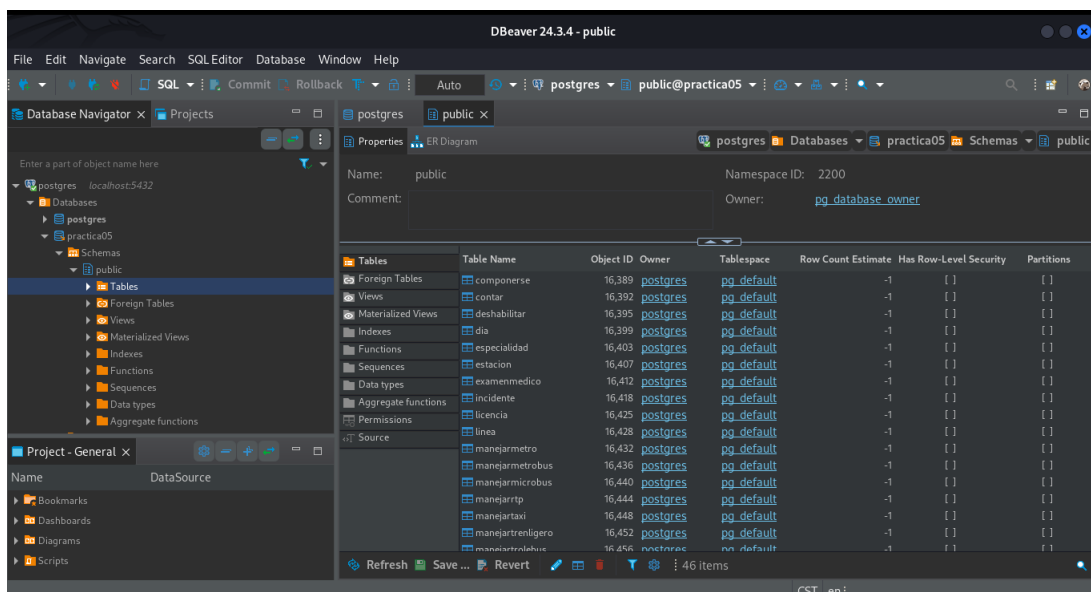 DBeaver 24.3.4 - public
File Edit Navigate Search SQL Editor Database Window Help
SQL Commit Rollback Auto postgres public@practica05
Database Navigator Projects
postgres public
Properties ER Diagram postgres Databases practica05 Schemas public
Enter a part of object name here
postgres localhost:5432
Databases
postgres
practica05
Schemas
public
Tables
Foreign Tables
Views
Materialized Views
Indexes
Functions
Sequences
Data types
Aggregate functions
Name: public Namespace ID: 2200
Comment: Owner: pg_database_owner
Tables
Foreign Tables
Views
Materialized Views
Indexes
Functions
Sequences
Data types
Aggregate functions
Permissions
Source
Table Name Object ID Owner Tablespace Row Count Estimate Has Row-Level Security Partitions
componerse 16,389 postgres pg_default -1 [ ] [ ]
contar 16,392 postgres pg_default -1 [ ] [ ]
deshabilitar 16,395 postgres pg_default -1 [ ] [ ]
dia 16,399 postgres pg_default -1 [ ] [ ]
especialidad 16,403 postgres pg_default -1 [ ] [ ]
estacion 16,407 postgres pg_default -1 [ ] [ ]
examenmedico 16,412 postgres pg_default -1 [ ] [ ]
incidente 16,418 postgres pg_default -1 [ ] [ ]
licencia 16,425 postgres pg_default -1 [ ] [ ]
linea 16,428 postgres pg_default -1 [ ] [ ]
manejarmetro 16,432 postgres pg_default -1 [ ] [ ]
manejarmetrobus 16,436 postgres pg_default -1 [ ] [ ]
manejarmicrobus 16,440 postgres pg_default -1 [ ] [ ]
manejarrtp 16,444 postgres pg_default -1 [ ] [ ]
manejartaxi 16,448 postgres pg_default -1 [ ] [ ]
manejartrenligero 16,452 postgres pg_default -1 [ ] [ ]
manejartrolebus 16,456 postgres pg_default -1 [ ] [ ]
Project - General
Name DataSource
Bookmarks
Dashboards
Diagrams
Scripts
Refresh Save ... Revert 46 items
CST